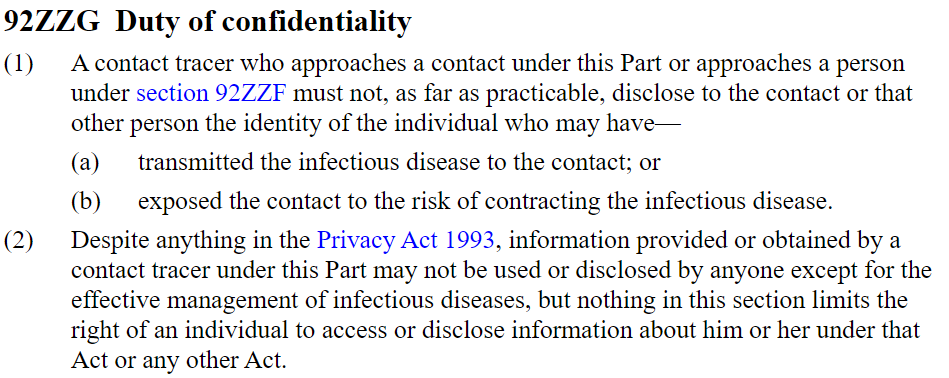 92ZZG Duty of confidentiality
(1) A contact tracer who approaches a contact under this Part or approaches a person
under section 92ZZF must not, as far as practicable, disclose to the contact or that
other person the identity of the individual who may have—
(a) transmitted the infectious disease to the contact; or
(b) exposed the contact to the risk of contracting the infectious disease.
(2) Despite anything in the Privacy Act 1993, information provided or obtained by a
contact tracer under this Part may not be used or disclosed by anyone except for the
effective management of infectious diseases, but nothing in this section limits the
right of an individual to access or disclose information about him or her under that
Act or any other Act.